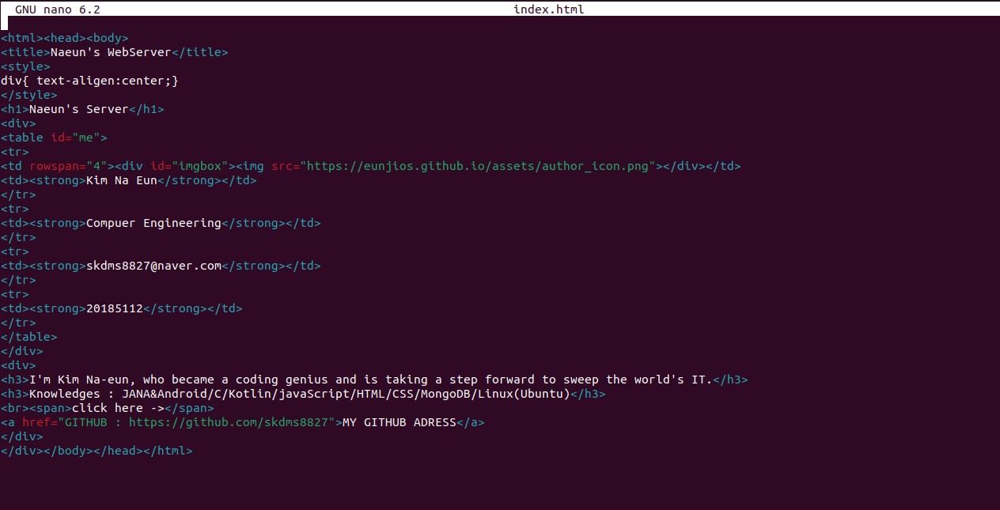 GNU nano 6.2 index.html
<html><head><body>
<title>Naeun's WebServer</title>
<style>
div{ text-aligen:center;}
</style>
<h1>Naeun's Server</h1>
<div>
<table id="me">
<tr>
<td rowspan="4"><div id="imgbox"><img src="https://eunjios.github.io/assets/author_icon.png"></div></td>
<td><strong>Kim Na Eun</strong></td>
</tr>
<tr>
<td><strong>Compuer Engineering</strong></td>
</tr>
<tr>
<td><strong>skdms8827@naver.com</strong></td>
</tr>
<tr>
<td><strong>20185112</strong></td>
</tr>
</table>
</div>
<div>
<h3>I'm Kim Na-eun, who became a coding genius and is taking a step forward to sweep the world's IT.</h3>
<h3>Knowledges : JANA&Android/C/Kotlin/javaScript/HTML/CSS/MongoDB/Linux(Ubuntu)</h3>
<br><span>click here -></span>
<a href="GITHUB : https://github.com/skdms8827">MY GITHUB ADRESS</a>
</div>
</div></body></head></html>